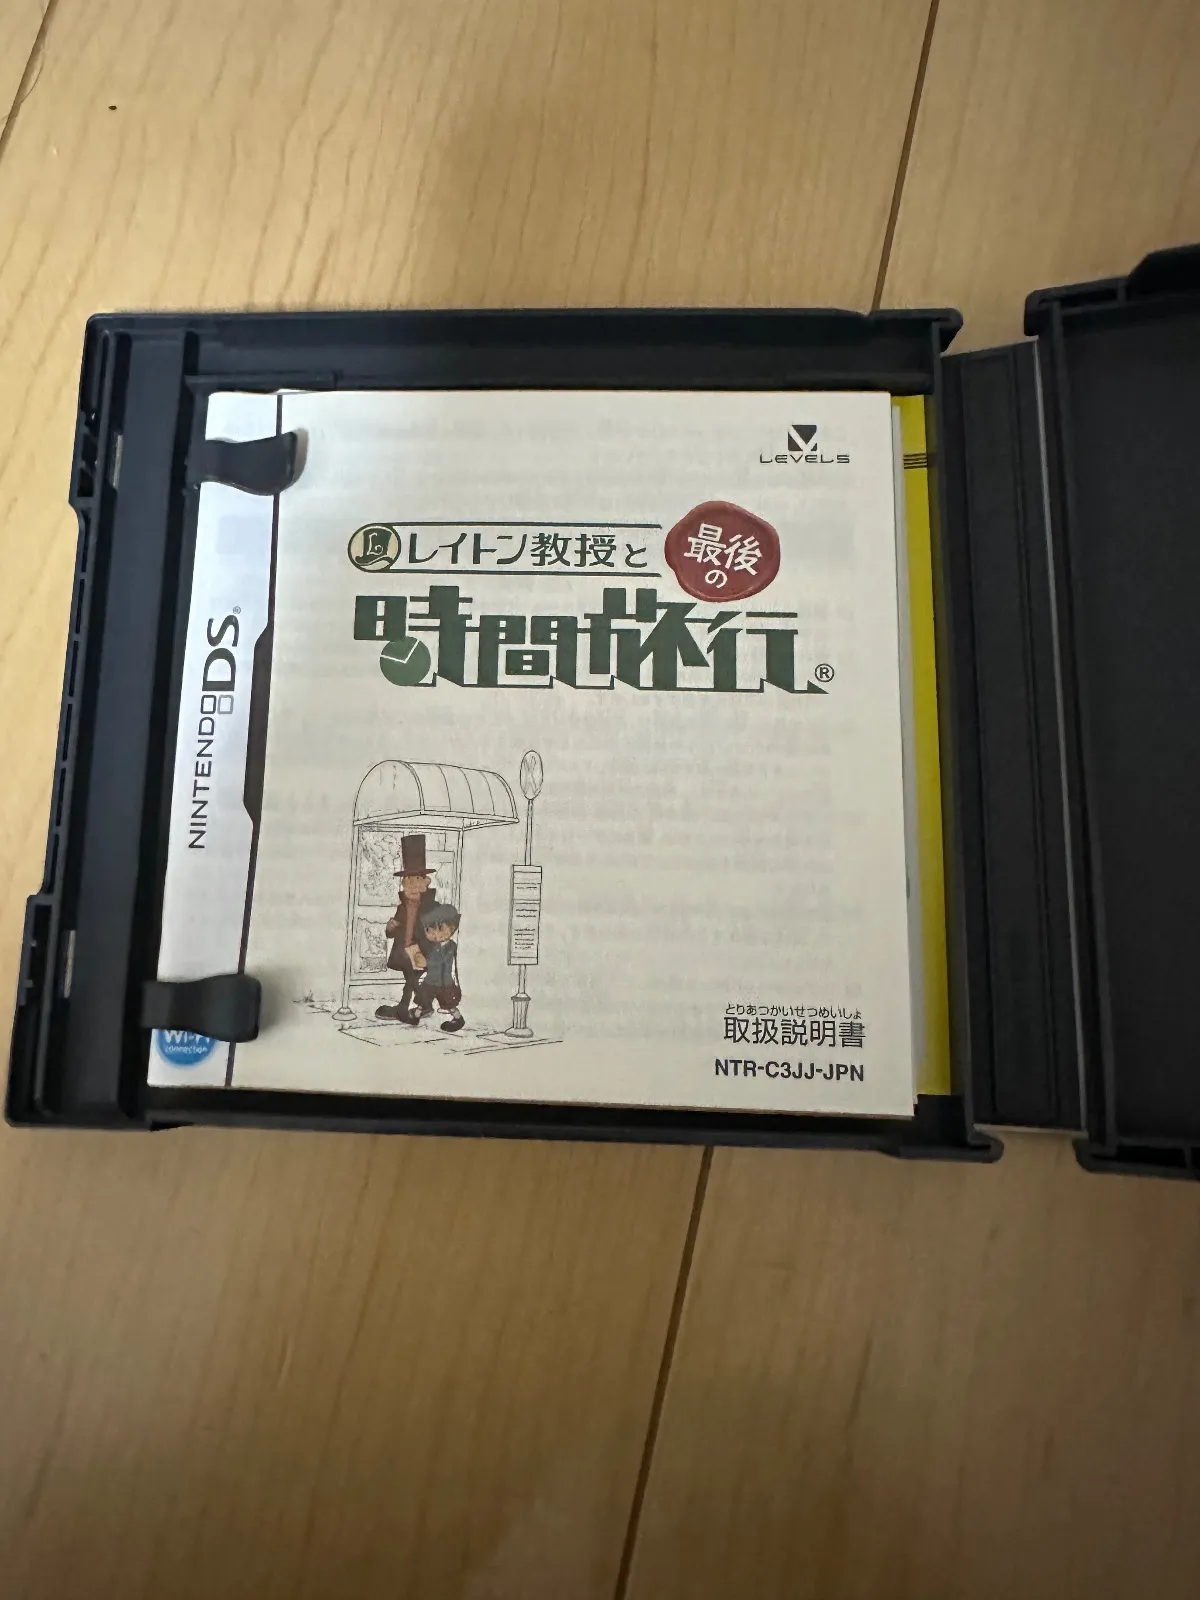 LEVEL5
レイトン教授と
最後
の
時間旅行®
NINTENDO DS®
Wi-Fi
connection
とりあつかいせつめいしょ
取扱説明書
NTR-C3JJ-JPN